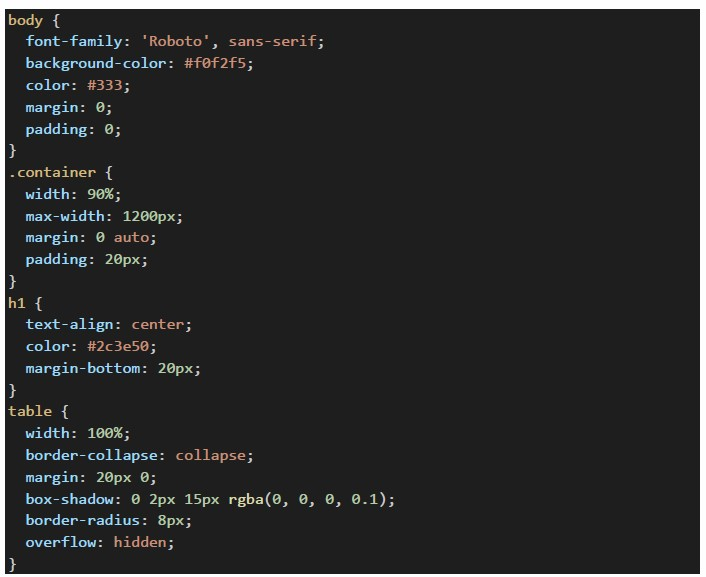 body {
  font-family: 'Roboto', sans-serif;
  background-color: #f0f2f5;
  color: #333;
  margin: 0;
  padding: 0;
}
.container {
  width: 90%;
  max-width: 1200px;
  margin: 0 auto;
  padding: 20px;
}
h1 {
  text-align: center;
  color: #2c3e50;
  margin-bottom: 20px;
}
table {
  width: 100%;
  border-collapse: collapse;
  margin: 20px 0;
  box-shadow: 0 2px 15px rgba(0, 0, 0, 0.1);
  border-radius: 8px;
  overflow: hidden;
}